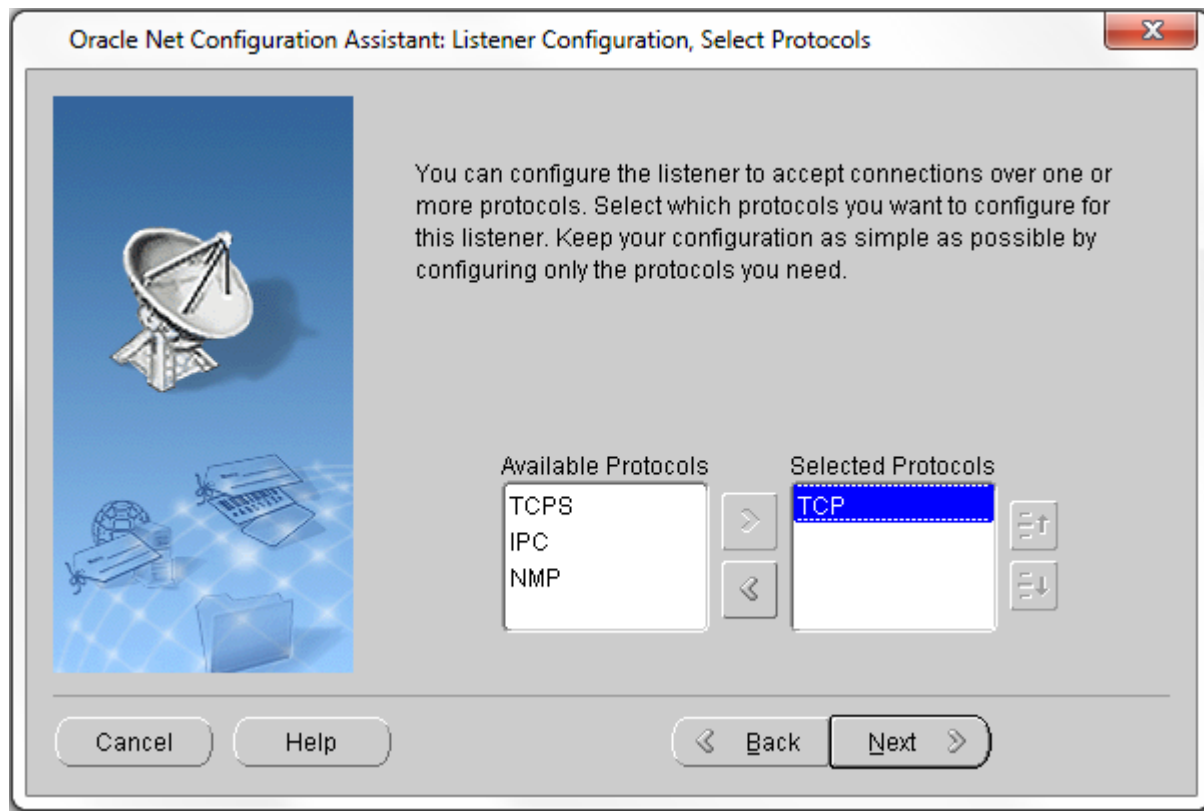 Oracle Net Configuration Assistant: Listener Configuration, Select Protocols
You can configure the listener to accept connections over one or
more protocols. Select which protocols you want to configure for
this listener. Keep your configuration as simple as possible by
configuring only the protocols you need.
Available Protocols
TCPS
IPC
NMP
Selected Protocols
TCP
Cancel
Help
Back
Next